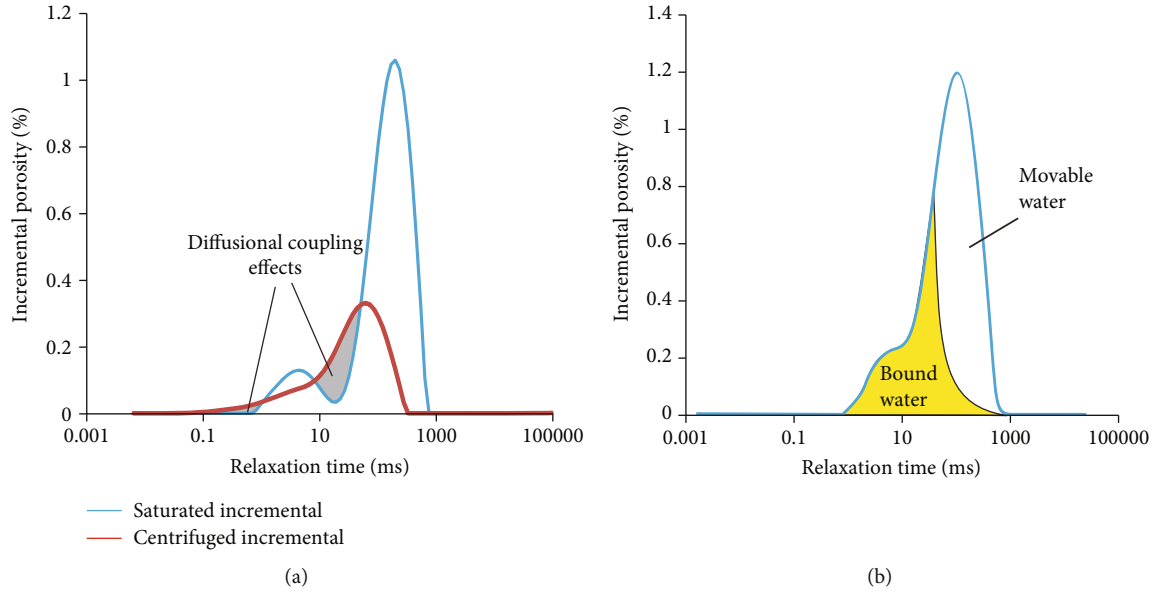 1.2
1
0.8
0.6
0.4
0.2
0
Incremental porosity (%)
Diffusional coupling
effects
0.001
0.1
10
1000
100000
Relaxation time (ms)
Saturated incremental
Centrifuged incremental
(a)
1.4
1.2
1
0.8
0.6
0.4
0.2
0
Incremental porosity (%)
Movable
water
Bound
water
0.001
0.1
10
1000
100000
Relaxation time (ms)
(b)